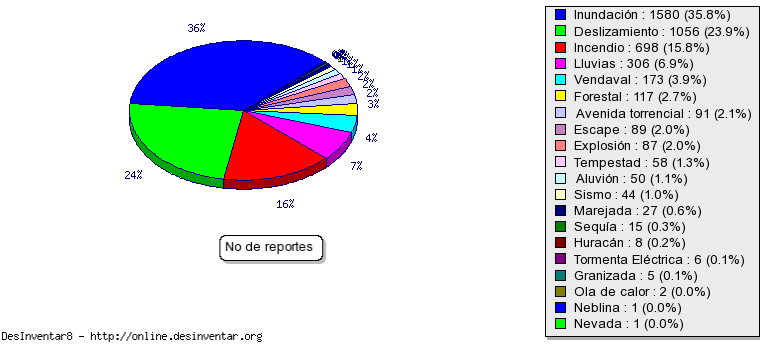 36%
24%
16%
7%
4%
3%
2%
2%
2%
No de reportes
Inundación : 1580 (35.8%)
Deslizamiento : 1056 (23.9%)
Incendio : 698 (15.8%)
Lluvias : 306 (6.9%)
Vendaval : 173 (3.9%)
Forestal : 117 (2.7%)
Avenida torrencial : 91 (2.1%)
Escape : 89 (2.0%)
Explosión : 87 (2.0%)
Tempestad : 58 (1.3%)
Aluvión : 50 (1.1%)
Sismo : 44 (1.0%)
Marejada : 27 (0.6%)
Sequía : 15 (0.3%)
Huracán : 8 (0.2%)
Tormenta Eléctrica : 6 (0.1%)
Granizada : 5 (0.1%)
Ola de calor : 2 (0.0%)
Neblina : 1 (0.0%)
Nevada : 1 (0.0%)
DesInventar8 - http://online.desinventar.org